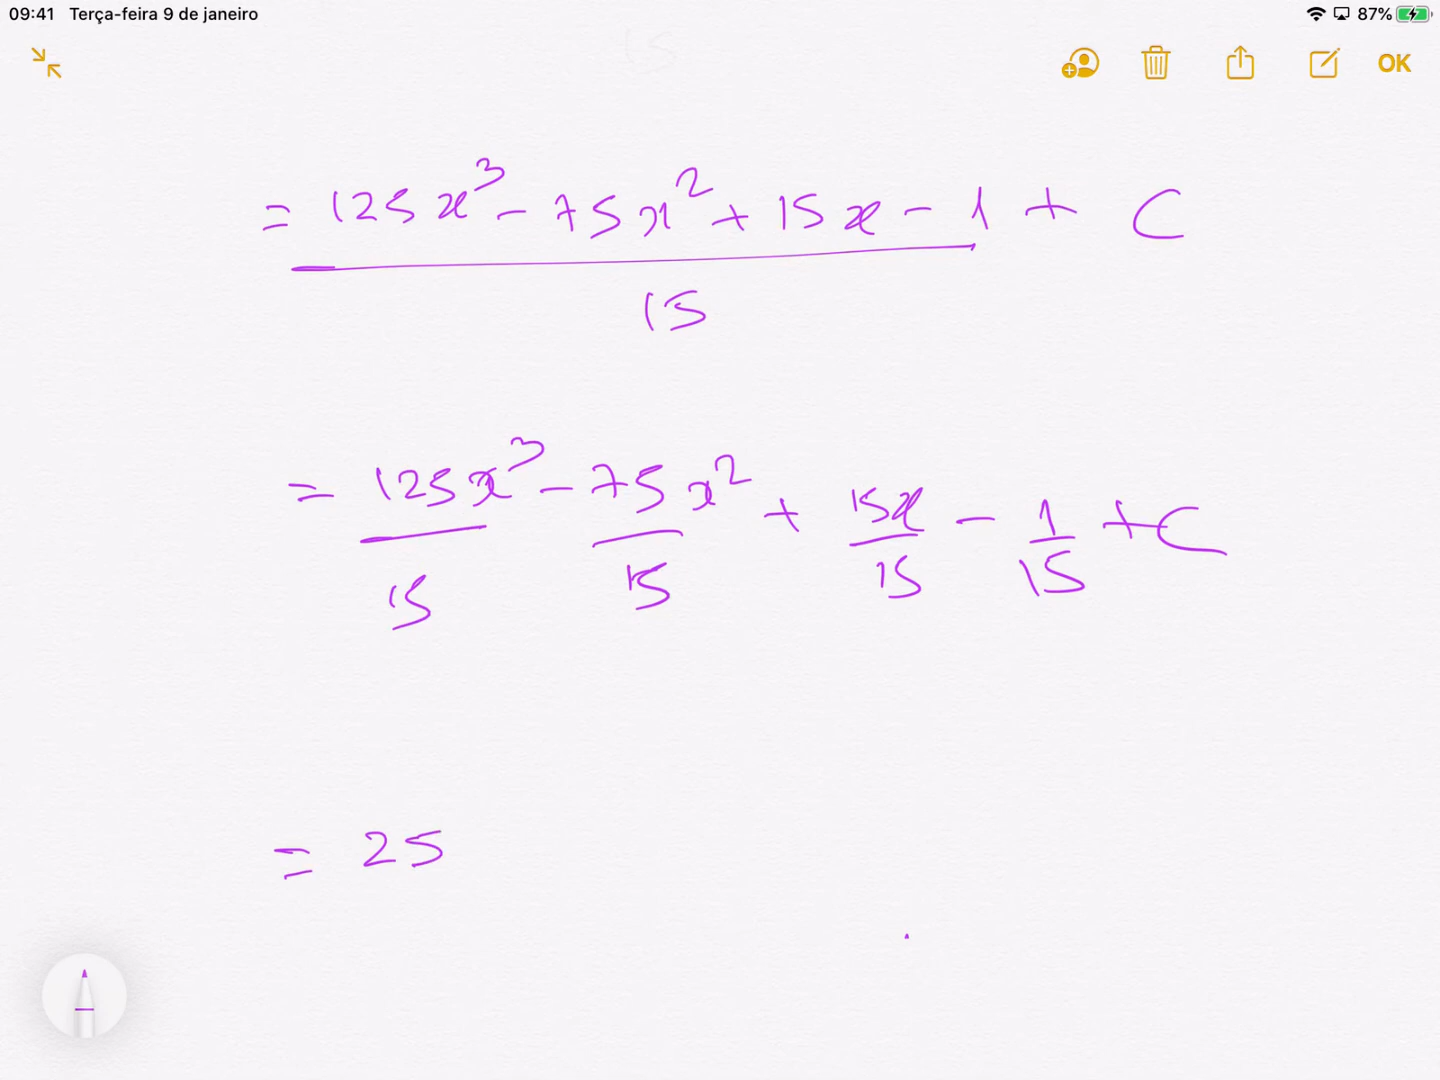 09:41 Terça-feira 9 de janeiro 87%
OK
= 125x³ - 75x² + 15x - 1 + C
15
= 125x³ - 75x² + 15x - 1 + C
15 15 15 15
= 25